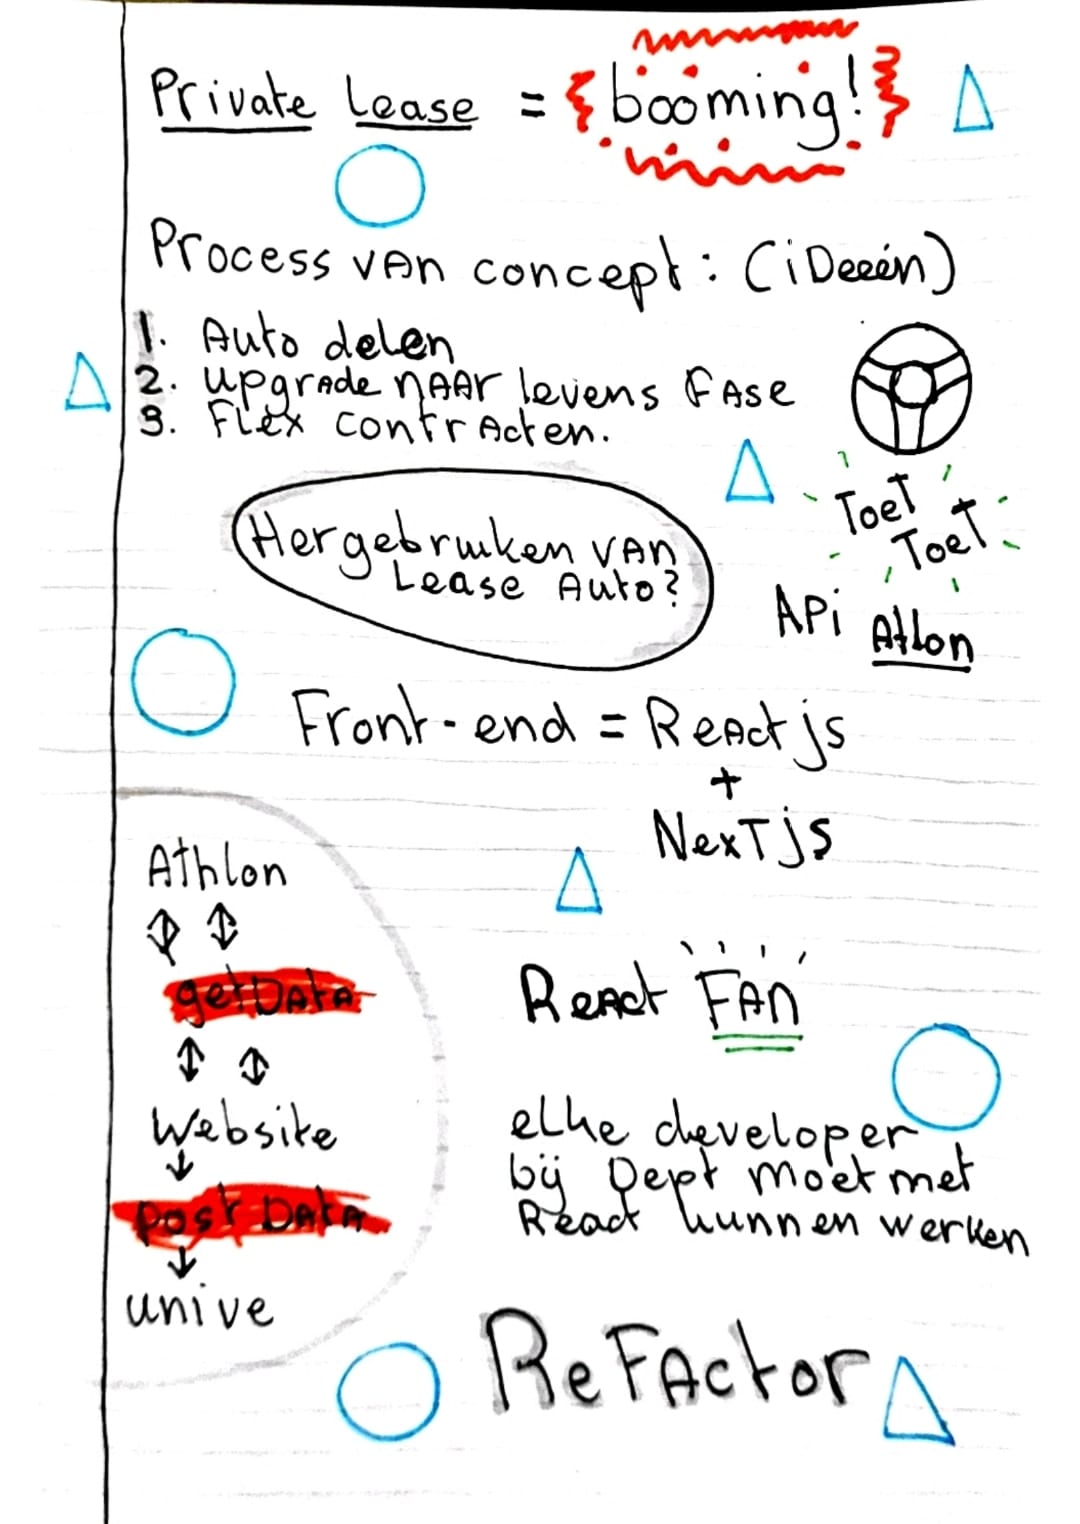 Private Lease = {booming!}
Process van concept: (ideeën)
1. Auto delen
2. upgrade naar levens fase
3. Flex contracten.
Toet
Toet
Hergebruiken van
Lease Auto?
Api Atlon
Front-end = React js
+
Next js
Athlon
getData
Website
post Data
unive
React Fan
elke developer
bij Dept moet met
React kunnen werken
Refactor